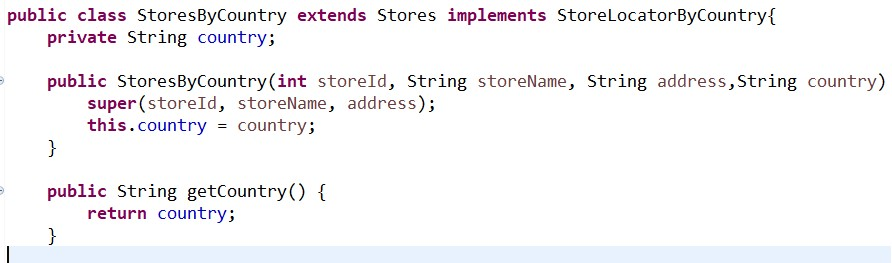 public class StoresByCountry extends Stores implements StoreLocatorByCountry{
    private String country;

    public StoresByCountry(int storeId, String storeName, String address,String country)
        super(storeId, storeName, address);
        this.country = country;
    }

    public String getCountry() {
        return country;
    }